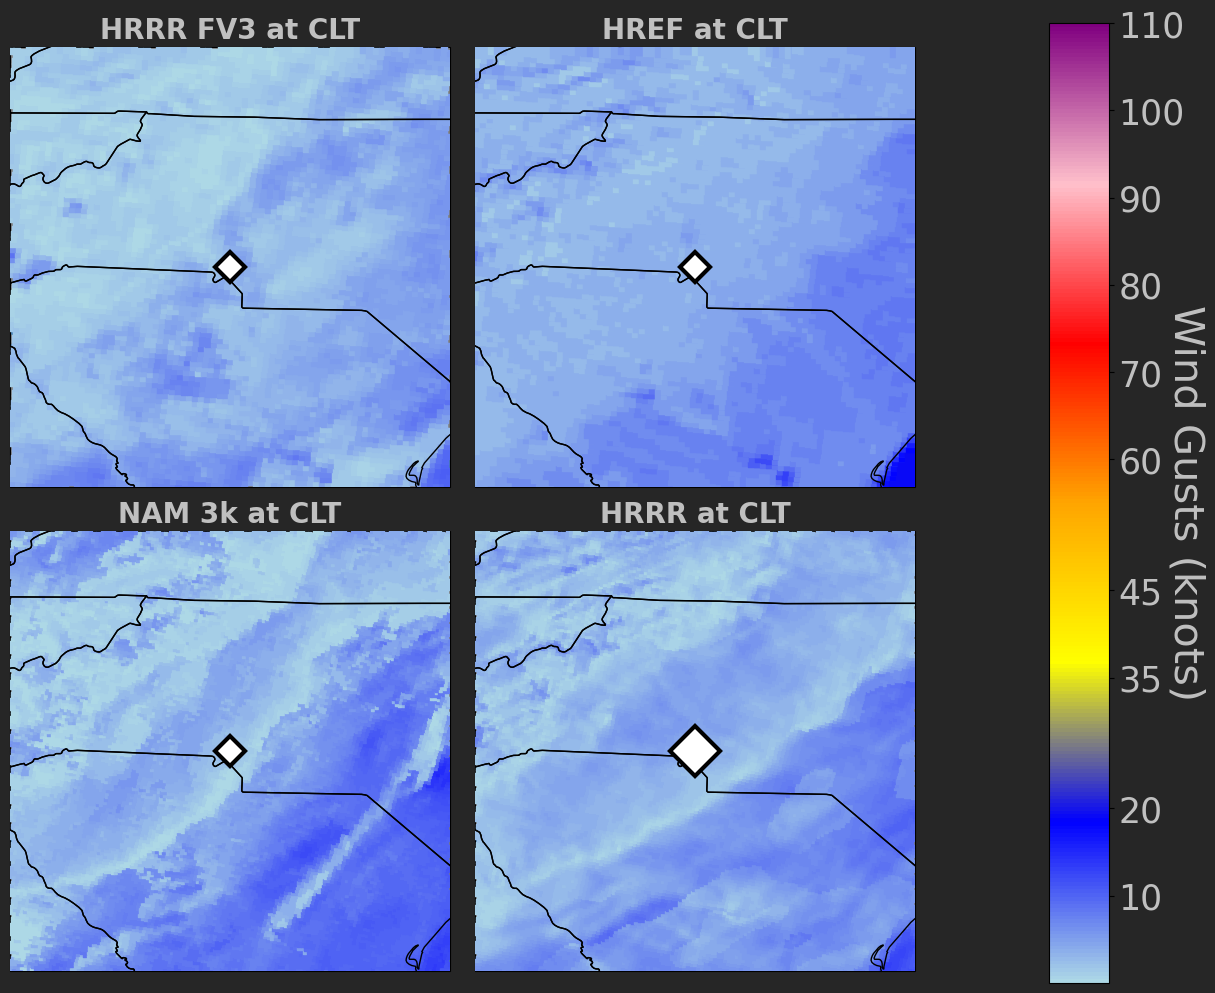 HRRR FV3 at CLT
HREF at CLT
NAM 3k at CLT
HRRR at CLT
110
100
90
80
70
60
45
35
20
10
Wind Gusts (knots)